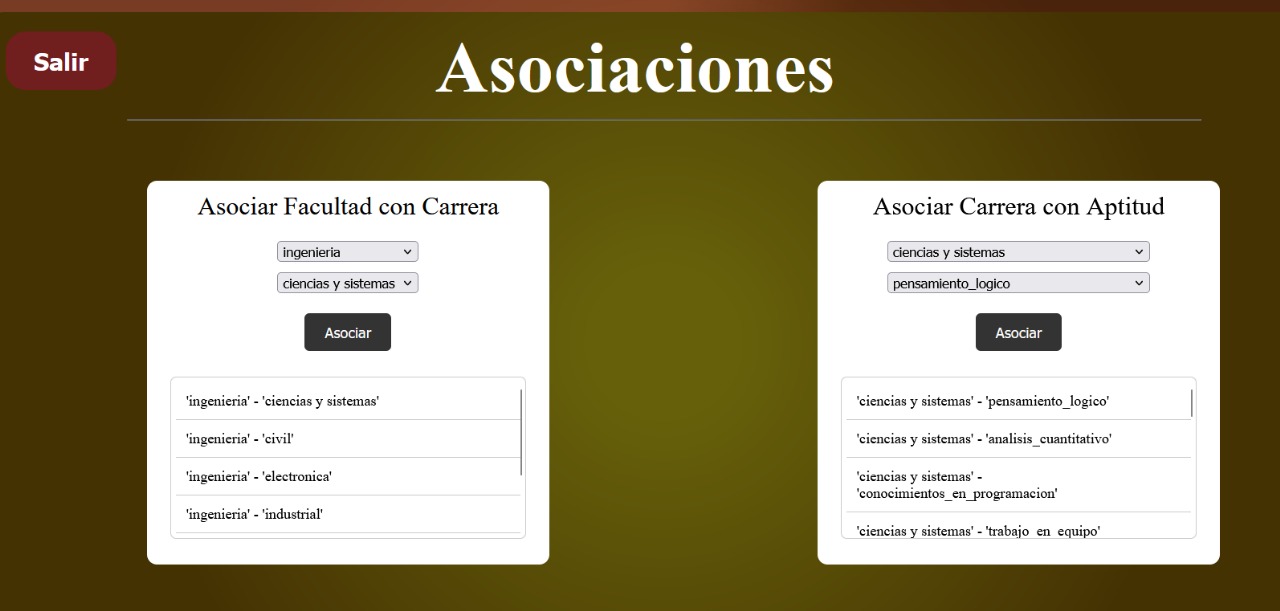 Salir
Asociaciones
Asociar Facultad con Carrera
ingenieria
ciencias y sistemas
Asociar
'ingenieria' - 'ciencias y sistemas'
'ingenieria' - 'civil'
'ingenieria' - 'electronica'
'ingenieria' - 'industrial'
Asociar Carrera con Aptitud
ciencias y sistemas
pensamiento_logico
Asociar
'ciencias y sistemas' - 'pensamiento_logico'
'ciencias y sistemas' - 'analisis_cuantitativo'
'ciencias y sistemas' -
'conocimientos_en_programacion'
'ciencias y sistemas' - 'trabajo_en_equipo'